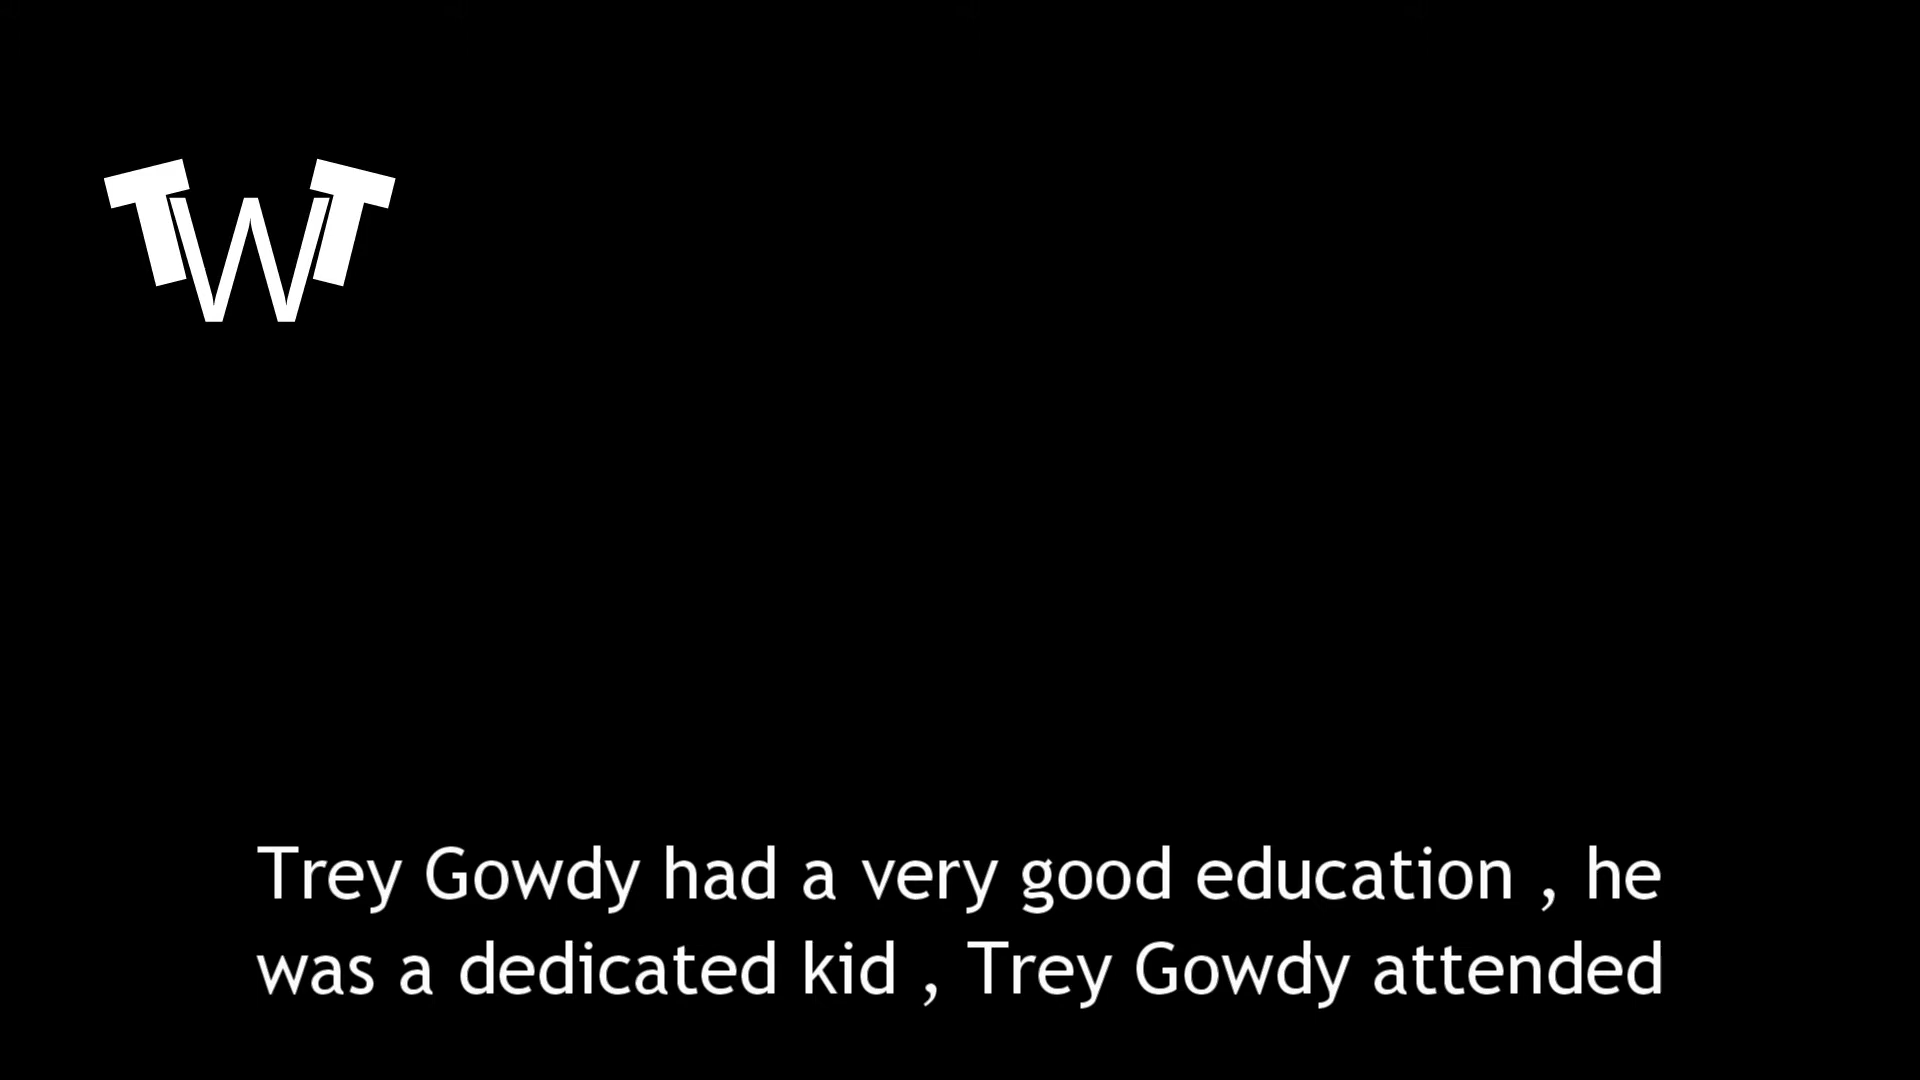 TWT
Trey Gowdy had a very good education , he
was a dedicated kid , Trey Gowdy attended